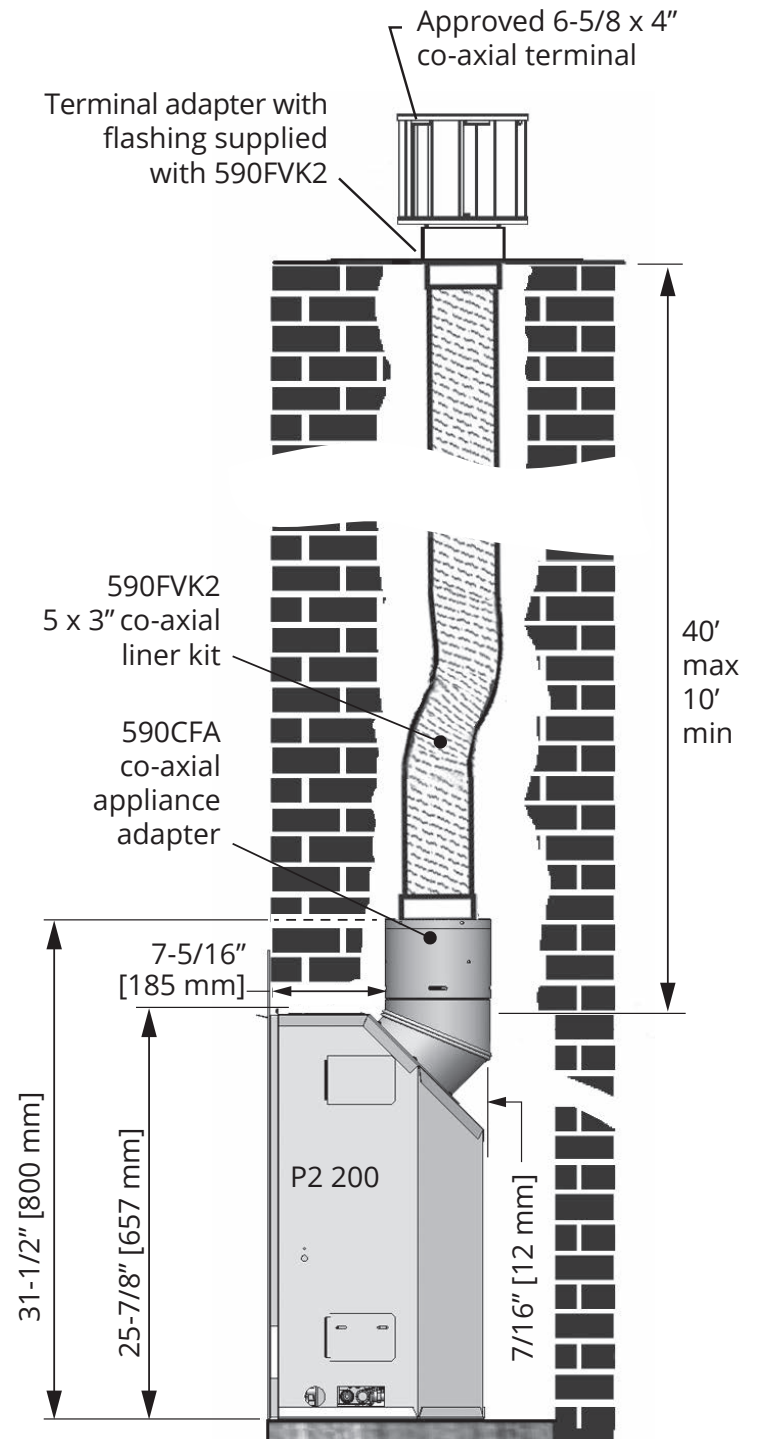 Approved 6-5/8 x 4”
co-axial terminal
Terminal adapter with
flashing supplied
with 590FVK2
590FVK2
5 x 3” co-axial
liner kit
40’
max
10’
min
590CFA
co-axial
appliance
adapter
7-5/16”
[185 mm]
31-1/2” [800 mm]
25-7/8” [657 mm]
P2 200
7/16” [12 mm]